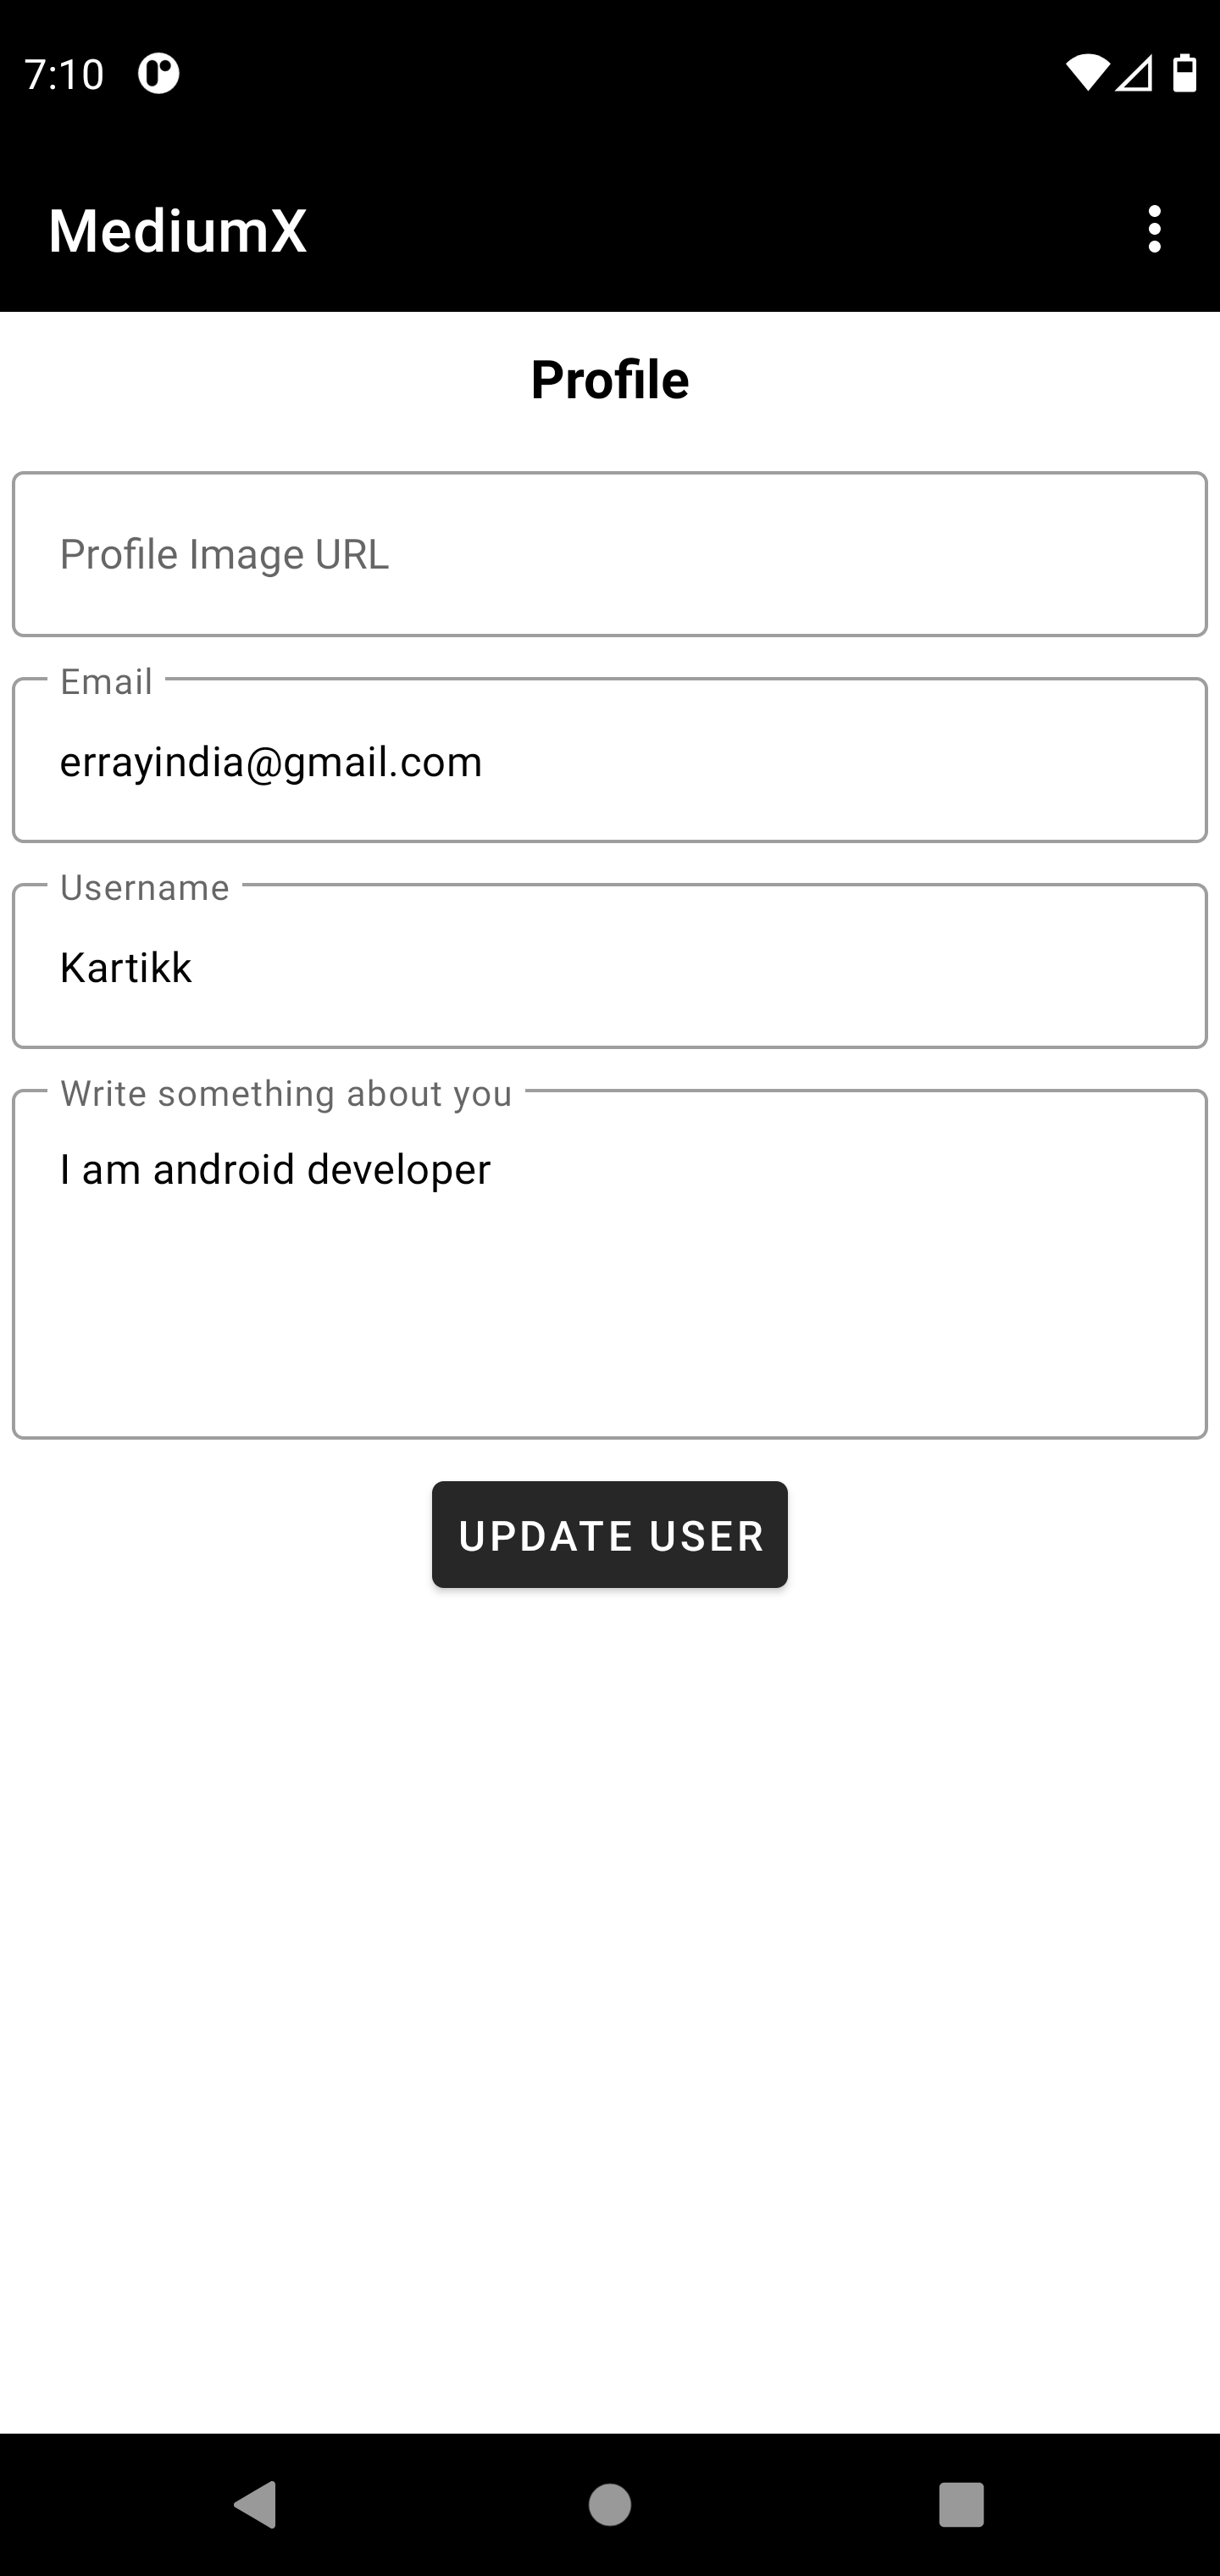 7:10
MediumX
Profile
Profile Image URL
Email
errayindia@gmail.com
Username
Kartikk
Write something about you
I am android developer
UPDATE USER